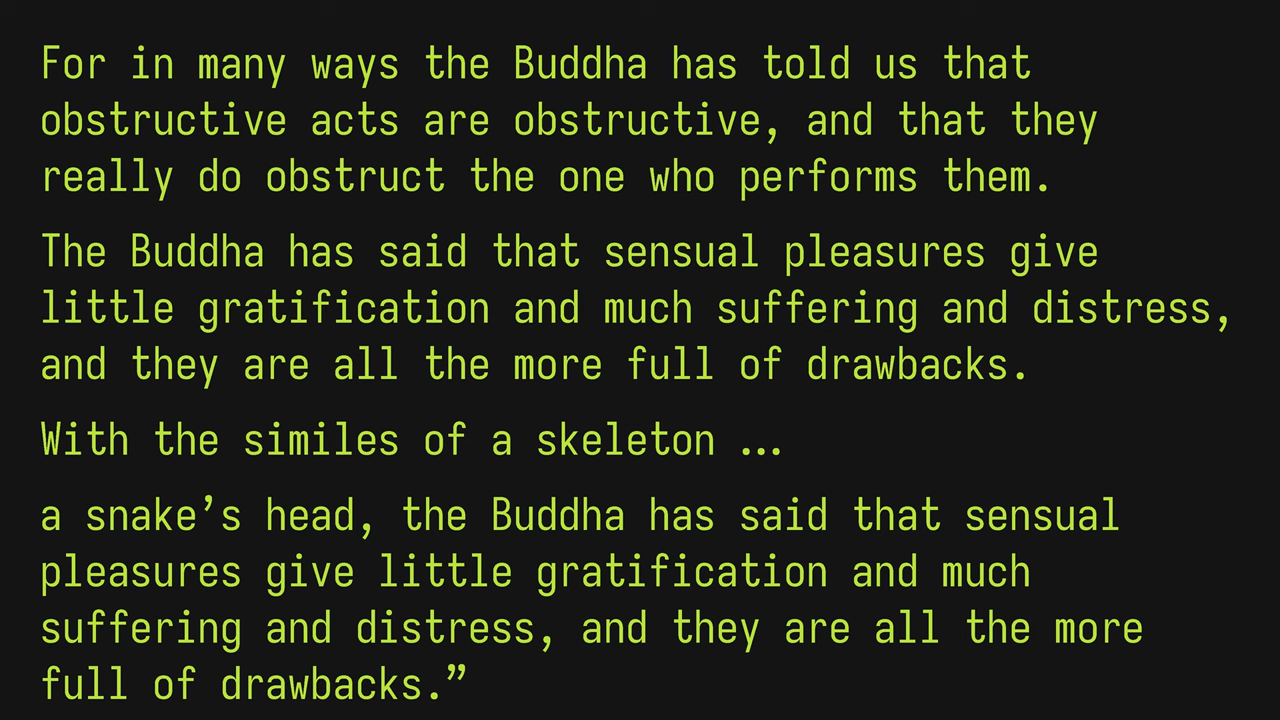 For in many ways the Buddha has told us that
obstructive acts are obstructive, and that they
really do obstruct the one who performs them.
The Buddha has said that sensual pleasures give
little gratification and much suffering and distress,
and they are all the more full of drawbacks.
With the similes of a skeleton …
a snake’s head, the Buddha has said that sensual
pleasures give little gratification and much
suffering and distress, and they are all the more
full of drawbacks.”